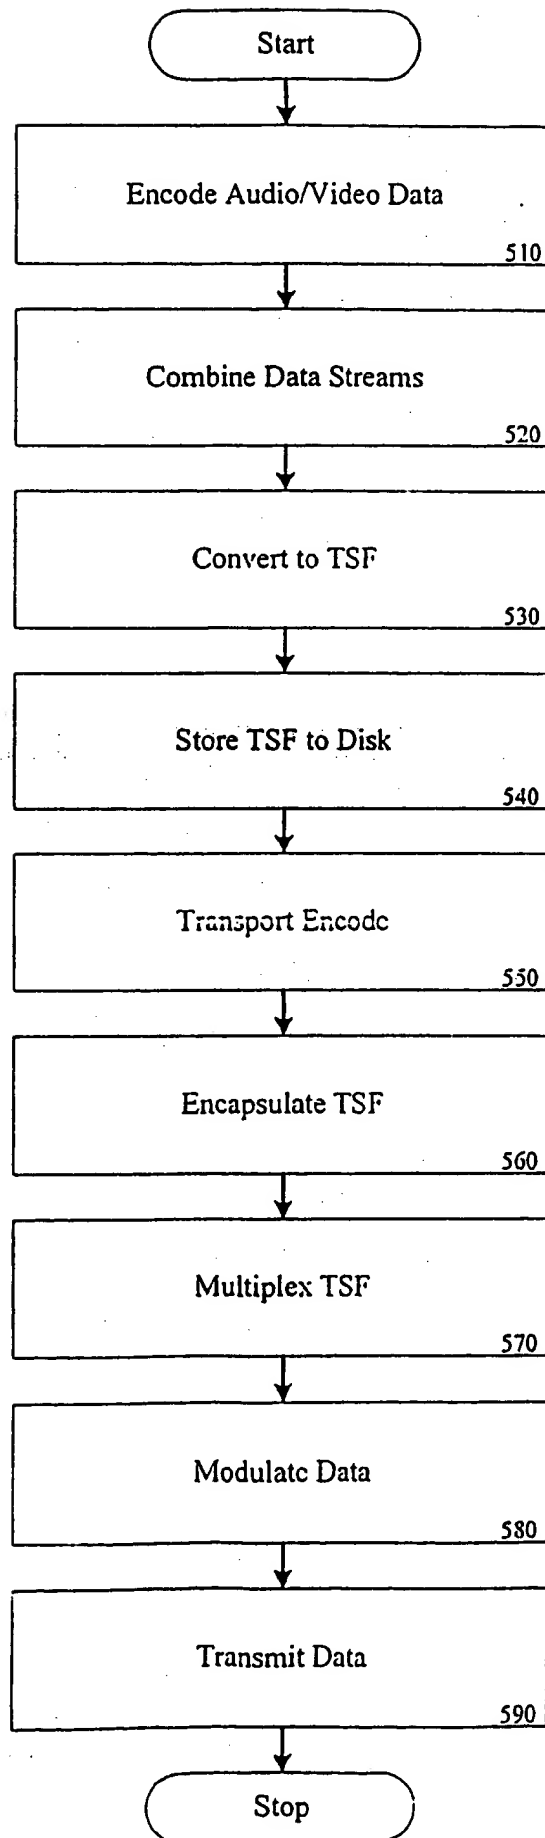 Start
Encode Audio/Video Data
510
Combine Data Streams
520
Convert to TSF
530
Store TSF to Disk
540
Transport Encode
550
Encapsulate TSF
560
Multiplex TSF
570
Modulate Data
580
Transmit Data
590
Stop